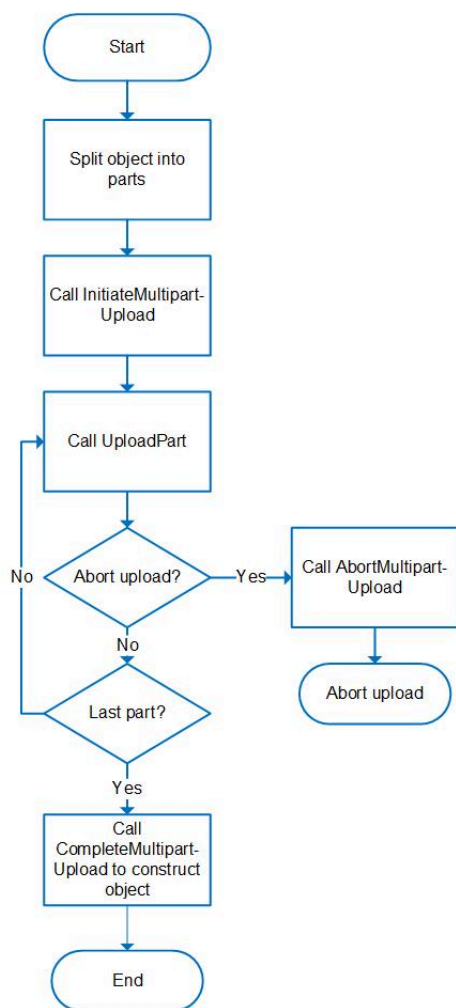 Start
Split object into
parts
Call InitiateMultipart-
Upload
Call UploadPart
Abort upload?
Yes
Call AbortMultipart-
Upload
No
No
Abort upload
Last part?
Yes
Call
CompleteMultipart-
Upload to construct
object
End